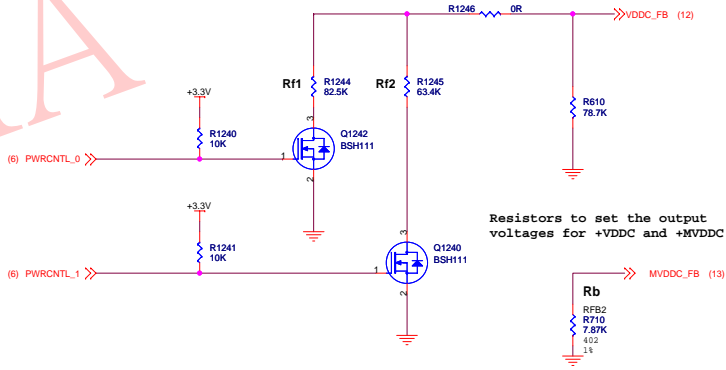 R1246 0R
VDDC_FB (12)
Rf1 R1244
82.5K
Rf2 R1245
63.4K
R610
78.7K
+3.3V
R1240
10K
3
Q1242
BSH111
(6) PWRCNTL_0
1
2
+3.3V
R1241
10K
3
Q1240
BSH111
(6) PWRCNTL_1
1
2
Resistors to set the output
voltages for +VDDC and +MVDDC
MVDDC_FB (13)
Rb
RFB2
R710
7.87K
402
1%